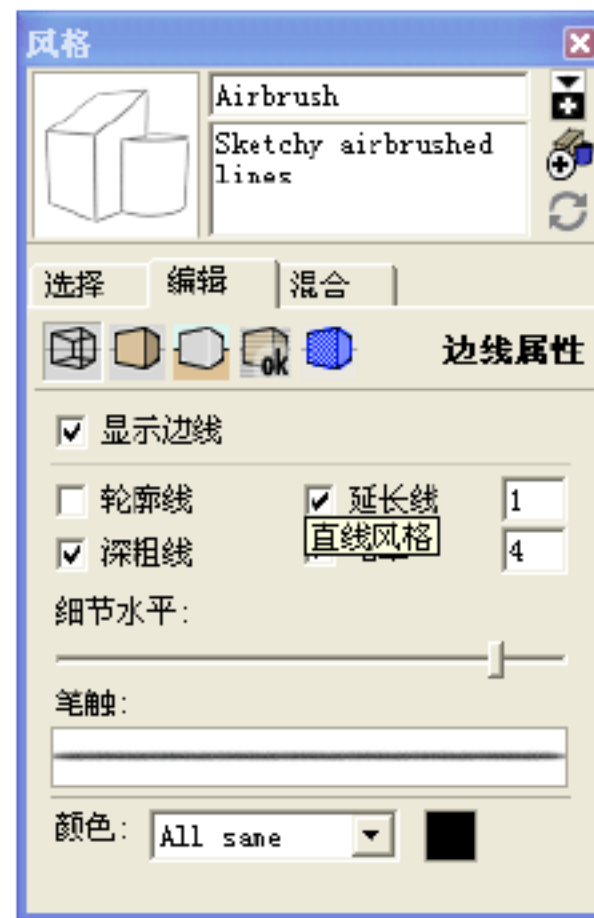 风格
Airbrush
Sketchy airbrushed
lines
选择 编辑 混合
ok 边线属性
显示边线
轮廓线 延长线 1
直线风格
深粗线 4
细节水平:
笔触:
颜色: All same